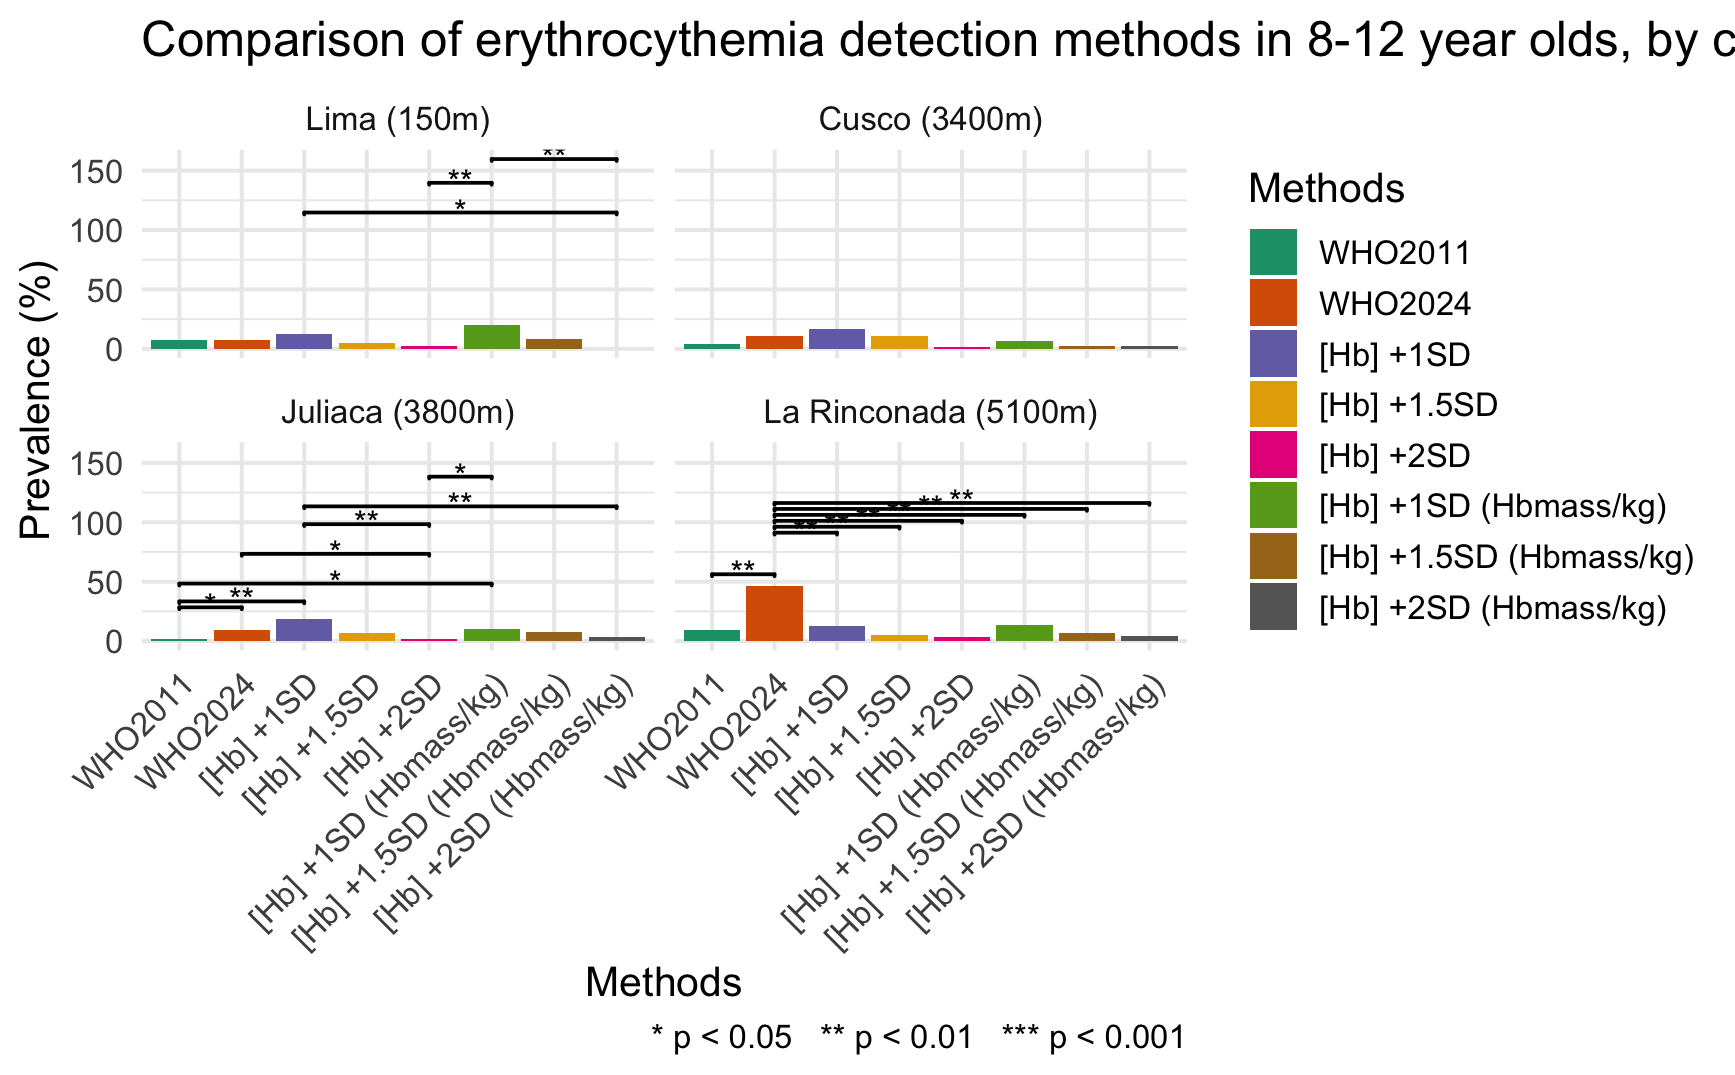 Comparison of erythrocythemia detection methods in 8-12 year olds, by c
Lima (150m)
Cusco (3400m)
150
100
50
0
**
**
*
Juliaca (3800m)
La Rinconada (5100m)
150
100
50
0
*
**
**
*
*
* **
** **
** **
** **
**
Prevalence (%)
WHO2011
WHO2024
[Hb] +1SD
[Hb] +1.5SD
[Hb] +2SD
[Hb] +1SD (Hbmass/kg)
[Hb] +1.5SD (Hbmass/kg)
[Hb] +2SD (Hbmass/kg)
WHO2011
WHO2024
[Hb] +1SD
[Hb] +1.5SD
[Hb] +2SD
[Hb] +1SD (Hbmass/kg)
[Hb] +1.5SD (Hbmass/kg)
[Hb] +2SD (Hbmass/kg)
Methods
* p < 0.05 ** p < 0.01 *** p < 0.001
Methods
WHO2011
WHO2024
[Hb] +1SD
[Hb] +1.5SD
[Hb] +2SD
[Hb] +1SD (Hbmass/kg)
[Hb] +1.5SD (Hbmass/kg)
[Hb] +2SD (Hbmass/kg)